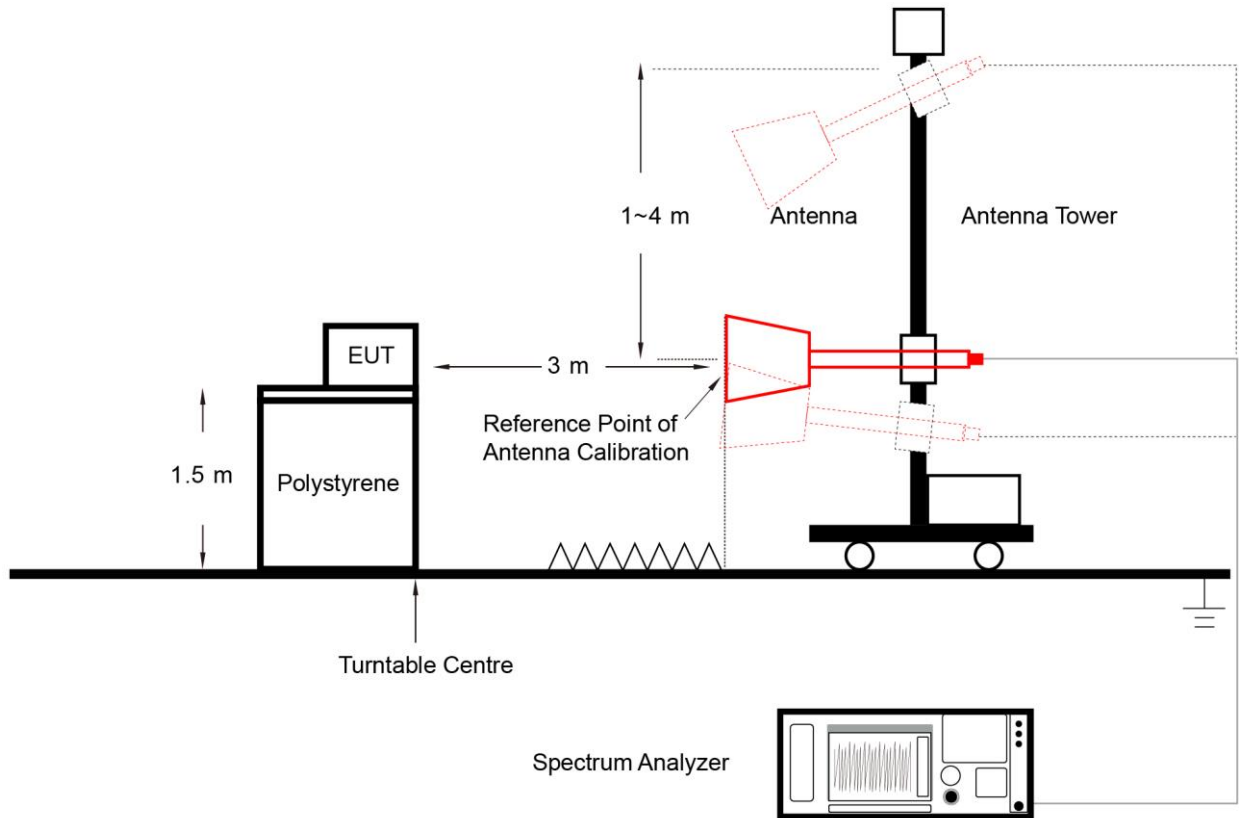 1~4 m
Antenna
Antenna Tower
EUT
3 m
Reference Point of
Antenna Calibration
1.5 m
Polystyrene
Turntable Centre
Spectrum Analyzer